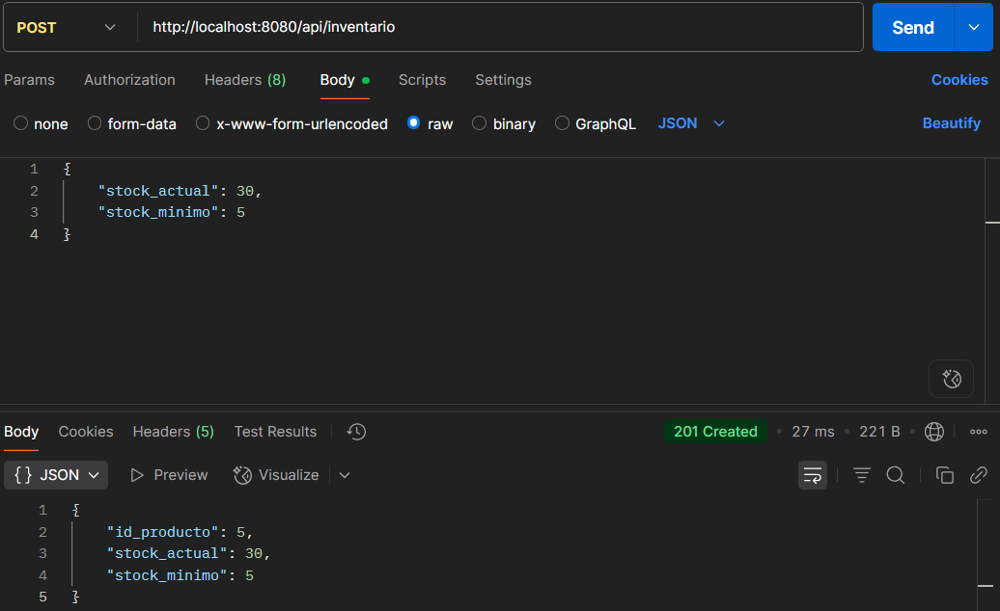 POST http://localhost:8080/api/inventario Send
Params Authorization Headers (8) Body Scripts Settings Cookies
none form-data x-www-form-urlencoded raw binary GraphQL JSON Beautify
1 {
2 "stock_actual": 30,
3 "stock_minimo": 5
4 }
Body Cookies Headers (5) Test Results 201 Created 27 ms 221 B
{} JSON Preview Visualize
1 {
2 "id_producto": 5,
3 "stock_actual": 30,
4 "stock_minimo": 5
5 }